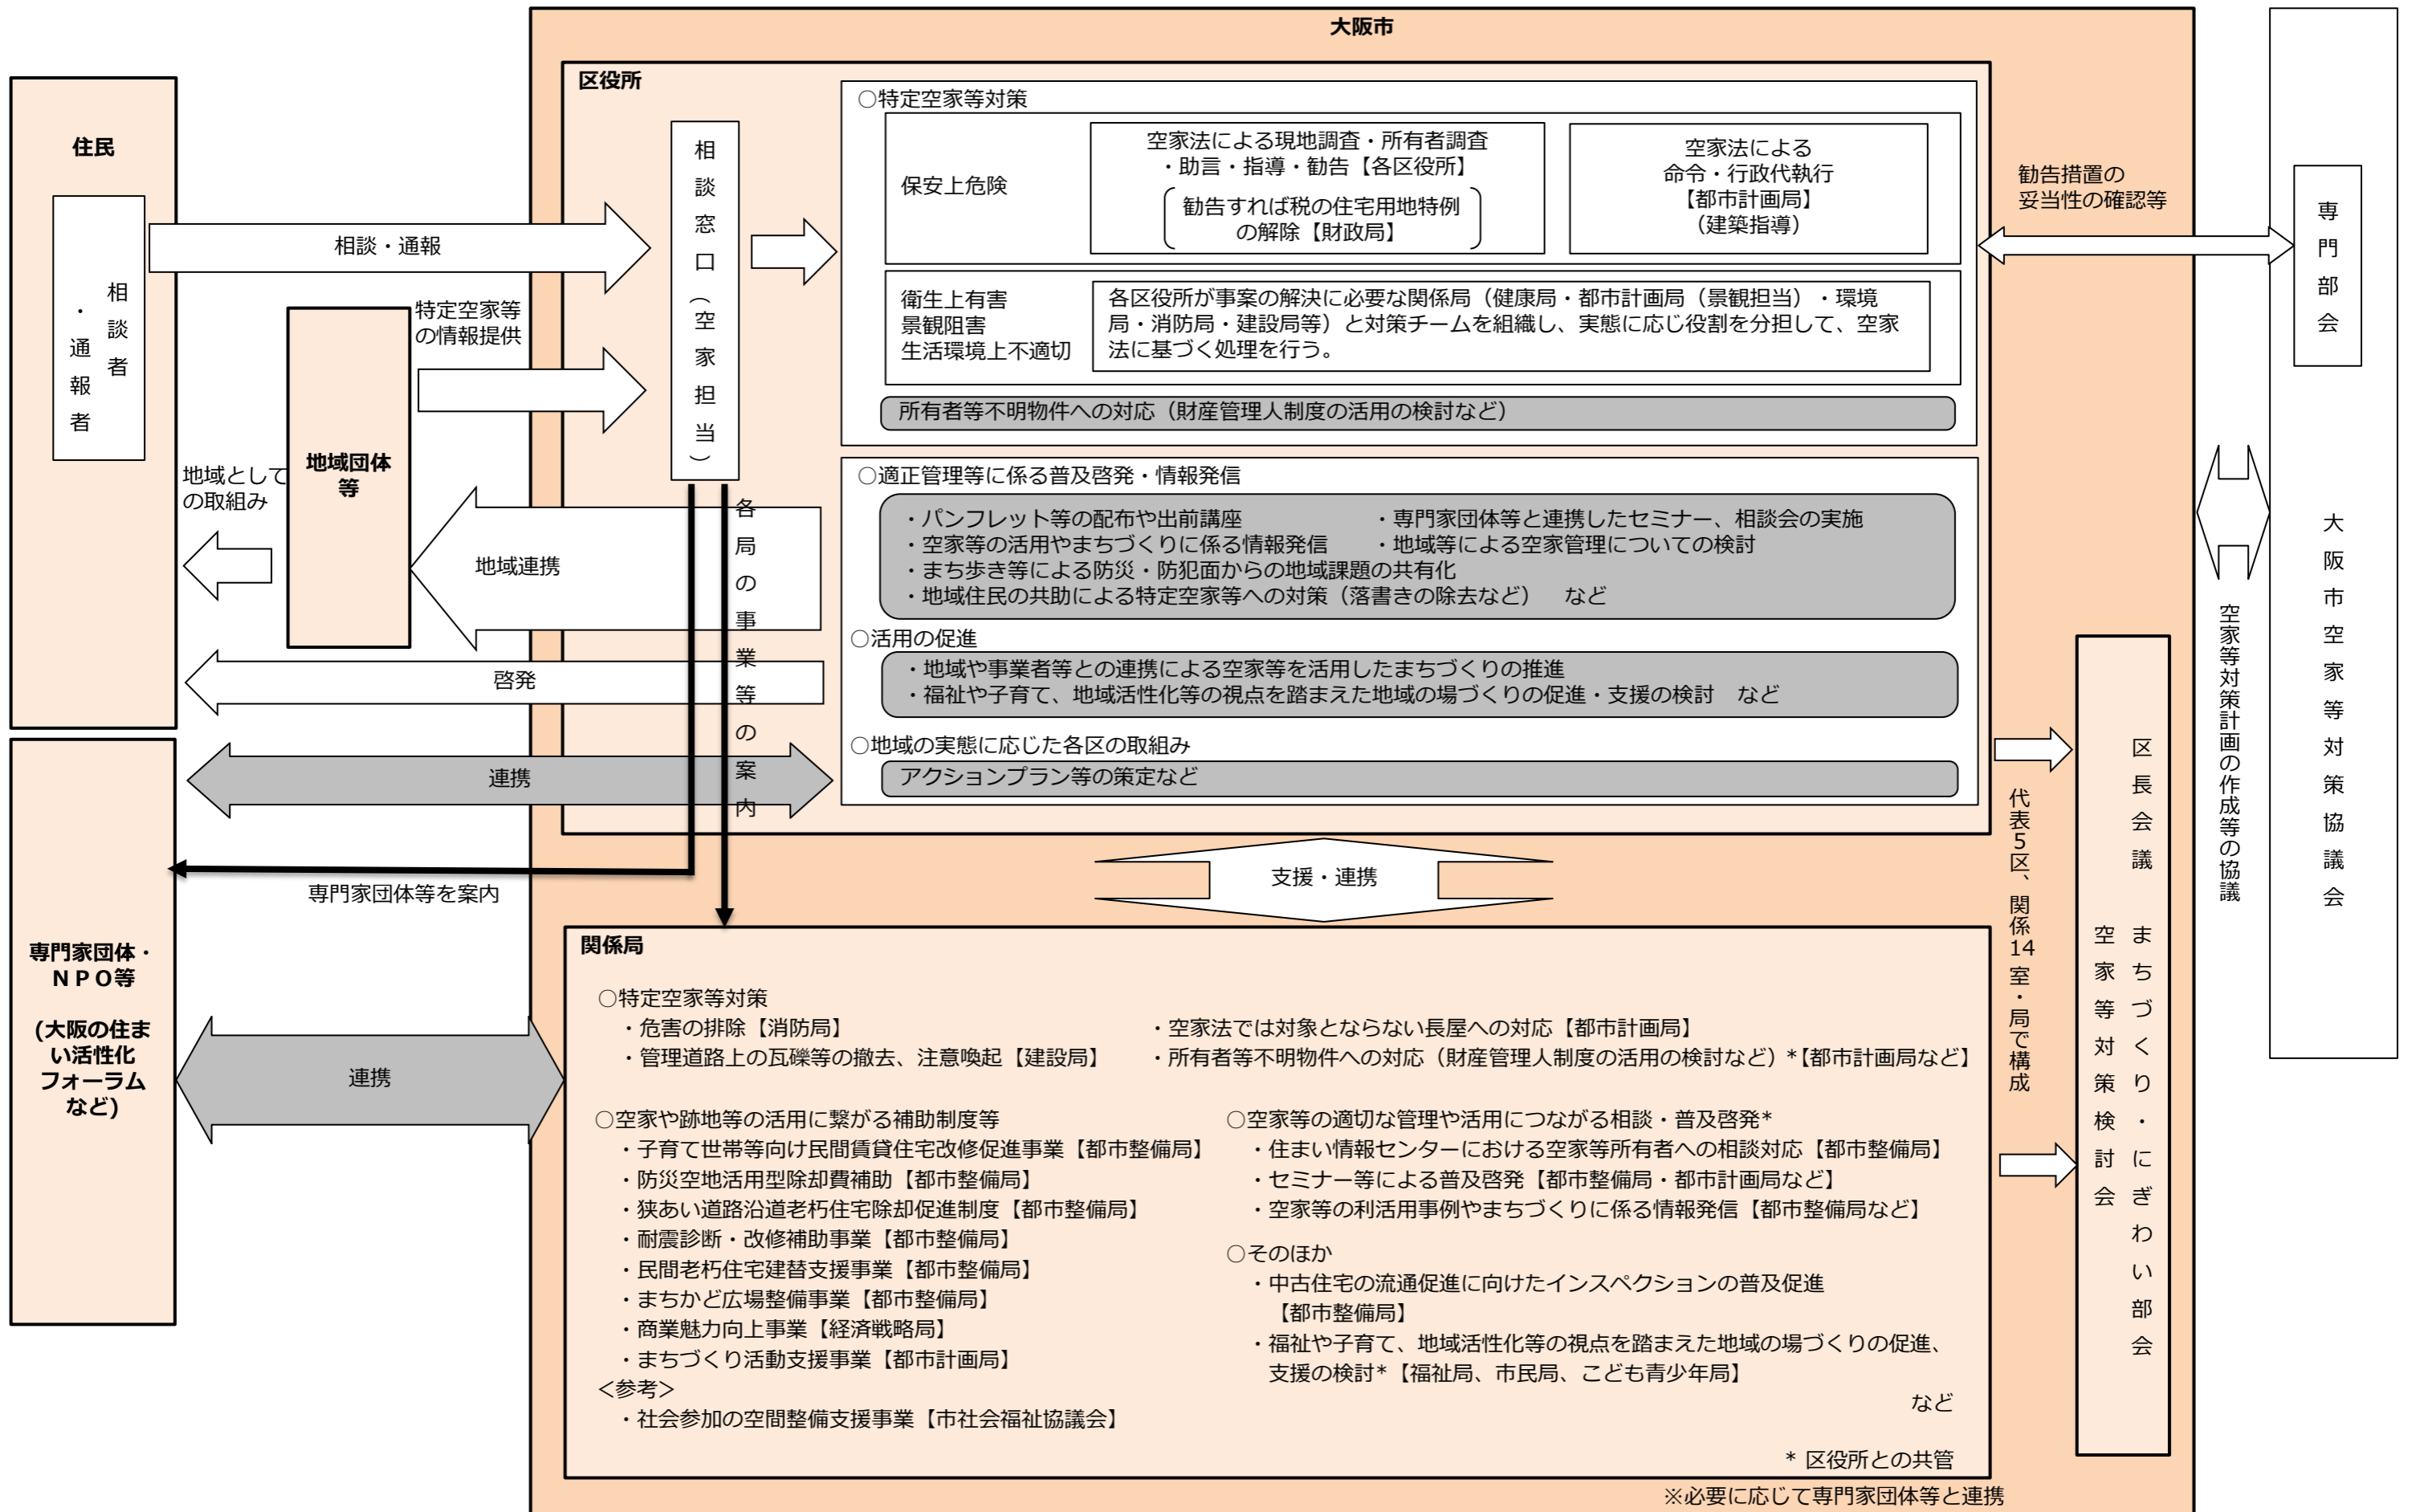 大阪市
住民
相談者
・通報者
相談・通報
特定空家等
の情報提供
地域団体
等
地域として
の取組み
地域連携
啓発
連携
専門家団体等を案内
専門家団体・
ＮＰＯ等
(大阪の住ま
い活性化
フォーラム
など)
連携
区役所
相談窓口（空家担当）
各局の事業等の案内
○特定空家等対策
保安上危険
空家法による現地調査・所有者調査
・助言・指導・勧告【各区役所】
勧告すれば税の住宅用地特例
の解除【財政局】
空家法による
命令・行政代執行
【都市計画局】
（建築指導）
衛生上有害
景観阻害
生活環境上不適切
各区役所が事案の解決に必要な関係局（健康局・都市計画局（景観担当）・環境
局・消防局・建設局等）と対策チームを組織し、実態に応じ役割を分担して、空家
法に基づく処理を行う。
所有者等不明物件への対応（財産管理人制度の活用の検討など）
○適正管理等に係る普及啓発・情報発信
・パンフレット等の配布や出前講座　・専門家団体等と連携したセミナー、相談会の実施
・空家等の活用やまちづくりに係る情報発信　・地域等による空家管理についての検討
・まち歩き等による防災・防犯面からの地域課題の共有化
・地域住民の共助による特定空家等への対策（落書きの除去など）　など
○活用の促進
・地域や事業者等との連携による空家等を活用したまちづくりの推進
・福祉や子育て、地域活性化等の視点を踏まえた地域の場づくりの促進・支援の検討　など
○地域の実態に応じた各区の取組み
アクションプラン等の策定など
支援・連携
関係局
○特定空家等対策
・危害の排除【消防局】
・管理道路上の瓦礫等の撤去、注意喚起【建設局】
・空家法では対象とならない長屋への対応【都市計画局】
・所有者等不明物件への対応（財産管理人制度の活用の検討など）*【都市計画局など】
○空家や跡地等の活用に繋がる補助制度等
・子育て世帯等向け民間賃貸住宅改修促進事業【都市整備局】
・防災空地活用型除却費補助【都市整備局】
・狭あい道路沿道老朽住宅除却促進制度【都市整備局】
・耐震診断・改修補助事業【都市整備局】
・民間老朽住宅建替支援事業【都市整備局】
・まちかど広場整備事業【都市整備局】
・商業魅力向上事業【経済戦略局】
・まちづくり活動支援事業【都市計画局】
＜参考＞
・社会参加の空間整備支援事業【市社会福祉協議会】
○空家等の適切な管理や活用につながる相談・普及啓発*
・住まい情報センターにおける空家等所有者への相談対応【都市整備局】
・セミナー等による普及啓発【都市整備局・都市計画局など】
・空家等の利活用事例やまちづくりに係る情報発信【都市整備局など】
○そのほか
・中古住宅の流通促進に向けたインスペクションの普及促進
【都市整備局】
・福祉や子育て、地域活性化等の視点を踏まえた地域の場づくりの促進、
支援の検討*【福祉局、市民局、こども青少年局】
など
* 区役所との共管
※必要に応じて専門家団体等と連携
代表5区、関係14室・局で構成
区長会議　まちづくり・にぎわい部会
空家等対策検討会
勧告措置の
妥当性の確認等
空家等対策計画の作成等の協議
専門部会
大阪市空家等対策協議会